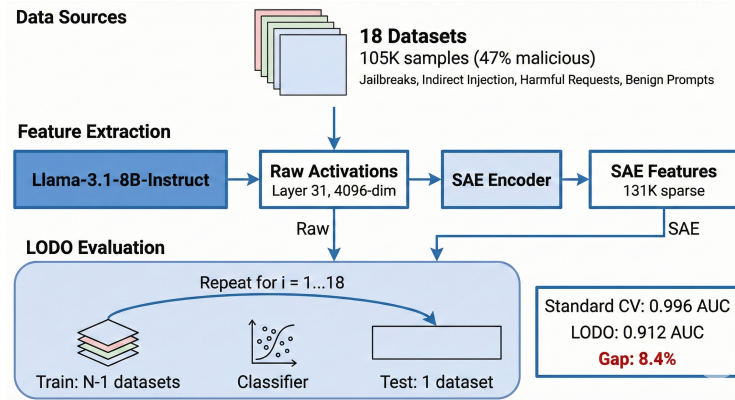 Data Sources
18 Datasets
105K samples (47% malicious)
Jailbreaks, Indirect Injection, Harmful Requests, Benign Prompts
Feature Extraction
Llama-3.1-8B-Instruct
Raw Activations
Layer 31, 4096-dim
SAE Encoder
SAE Features
131K sparse
Raw
SAE
LODO Evaluation
Repeat for i = 1...18
Train: N-1 datasets
Classifier
Test: 1 dataset
Standard CV: 0.996 AUC
LODO: 0.912 AUC
Gap: 8.4%